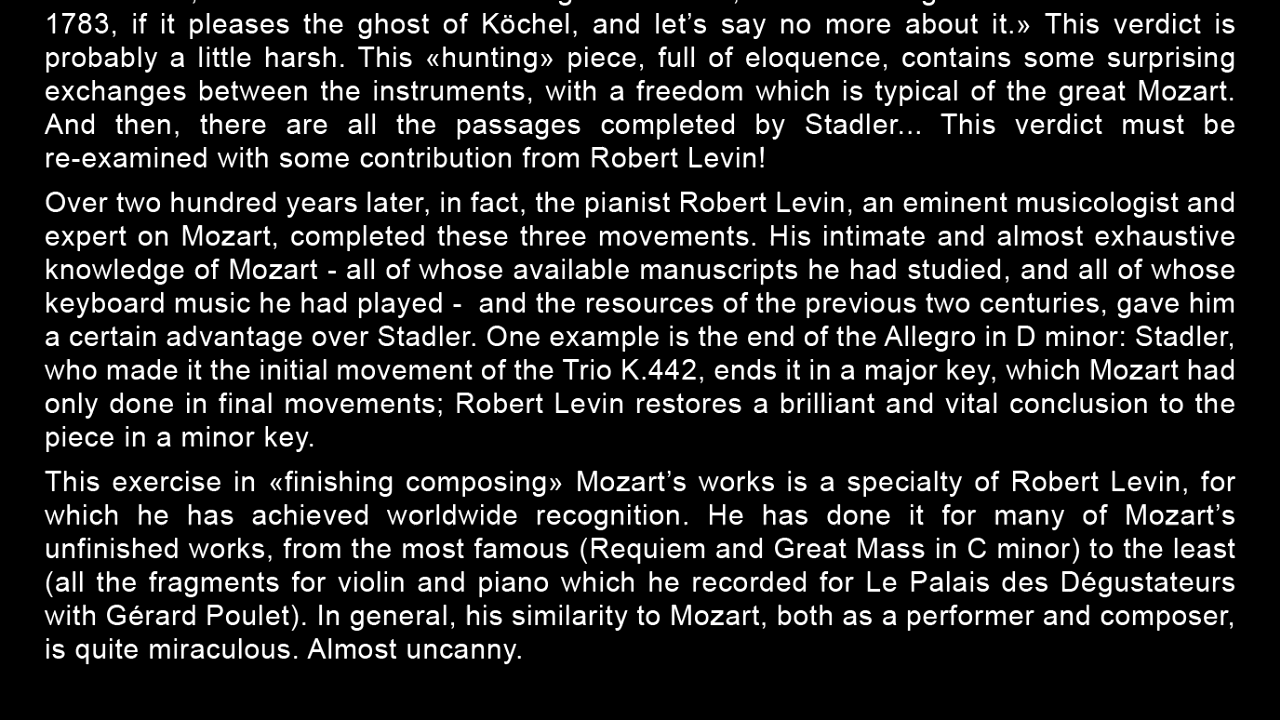 1783, if it pleases the ghost of Köchel, and let’s say no more about it.» This verdict is
probably a little harsh. This «hunting» piece, full of eloquence, contains some surprising
exchanges between the instruments, with a freedom which is typical of the great Mozart.
And then, there are all the passages completed by Stadler... This verdict must be
re-examined with some contribution from Robert Levin!
Over two hundred years later, in fact, the pianist Robert Levin, an eminent musicologist and
expert on Mozart, completed these three movements. His intimate and almost exhaustive
knowledge of Mozart - all of whose available manuscripts he had studied, and all of whose
keyboard music he had played -  and the resources of the previous two centuries, gave him
a certain advantage over Stadler. One example is the end of the Allegro in D minor: Stadler,
who made it the initial movement of the Trio K.442, ends it in a major key, which Mozart had
only done in final movements; Robert Levin restores a brilliant and vital conclusion to the
piece in a minor key.
This exercise in «finishing composing» Mozart’s works is a specialty of Robert Levin, for
which he has achieved worldwide recognition. He has done it for many of Mozart’s
unfinished works, from the most famous (Requiem and Great Mass in C minor) to the least
(all the fragments for violin and piano which he recorded for Le Palais des Dégustateurs
with Gérard Poulet). In general, his similarity to Mozart, both as a performer and composer,
is quite miraculous. Almost uncanny.